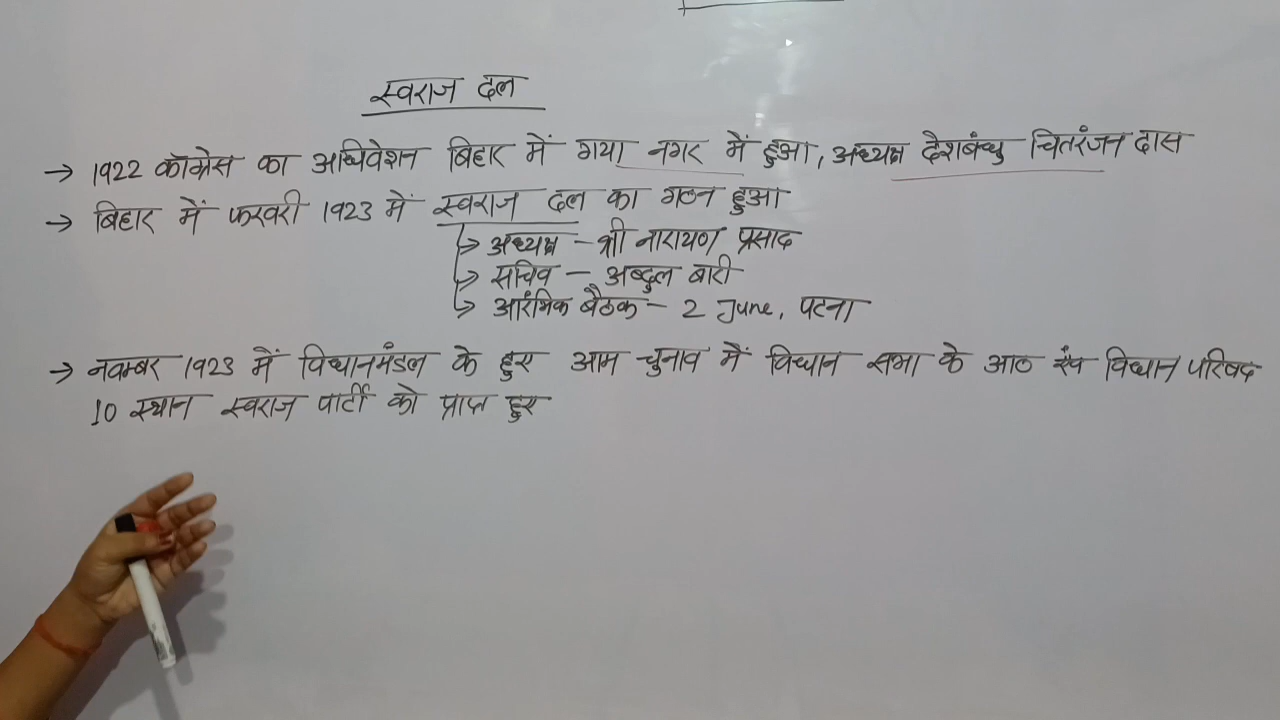 स्वराज दल
→ 1922 कॉग्रेस का अधिवेशन बिहार में गया नगर में हुआ, अध्यक्ष देशबंधु चितरंजन दास
→ बिहार में फरवरी 1923 में स्वराज दल का गठन हुआ
→ अध्यक्ष – श्री नारायण प्रसाद
→ सचिव – अब्दुल बारी
→ आरंभिक बैठक – 2 June, पटना
→ नवम्बर 1923 में विधानमंडल के हुए आम चुनाव में विधान सभा के आठ एंव विधान परिषद
10 स्थान स्वराज पार्टी को प्राप्त हुए